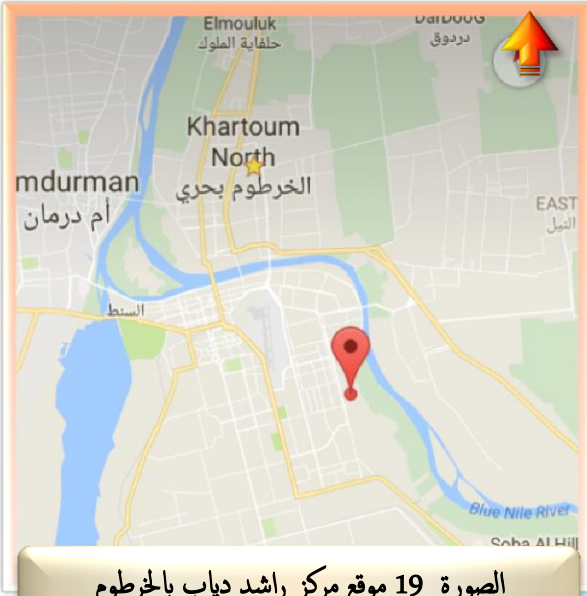 Elmouluk
حلفاية الملوك
DarDooG
دردوق
Khartoum
North
الخرطوم بحري
mdurman
أم درمان
EAST
النيل
السنط
Blue Nile River
Soba Al Hill
الصورة 19 موقع مركز راشد دياب بالخرطوم